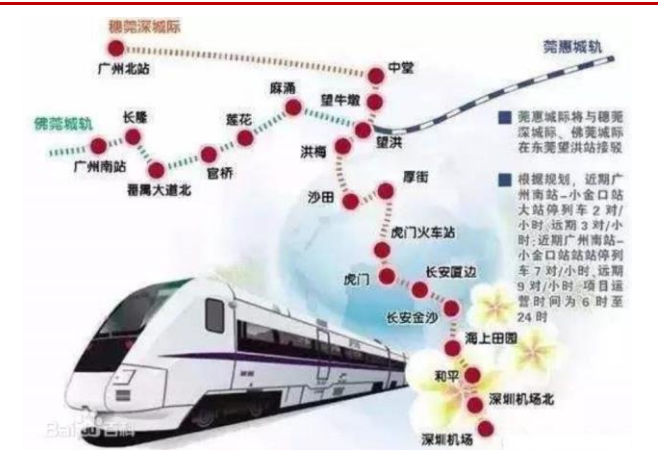 穗莞深城际
广州北站
中堂
莞惠城轨
麻涌
望牛墩
佛莞城轨
长隆
莲花
望洪
广州南站
番禺大道北
官桥
洪梅
沙田
厚街
虎门火车站
虎门
长安厦边
长安金沙
海上田园
和平
深圳机场北
深圳机场
莞惠城际将与穗莞
深城际、佛莞城际
在东莞望洪站接驳
根据规划，近期广
州南站-小金口站
大站停列车2对/
小时,远期3对/小
时;近期广州南站-
小金口站站站停列
车7对/小时,远期
9对/小时,项目运
营时间为6时至
24时
Baidu百科